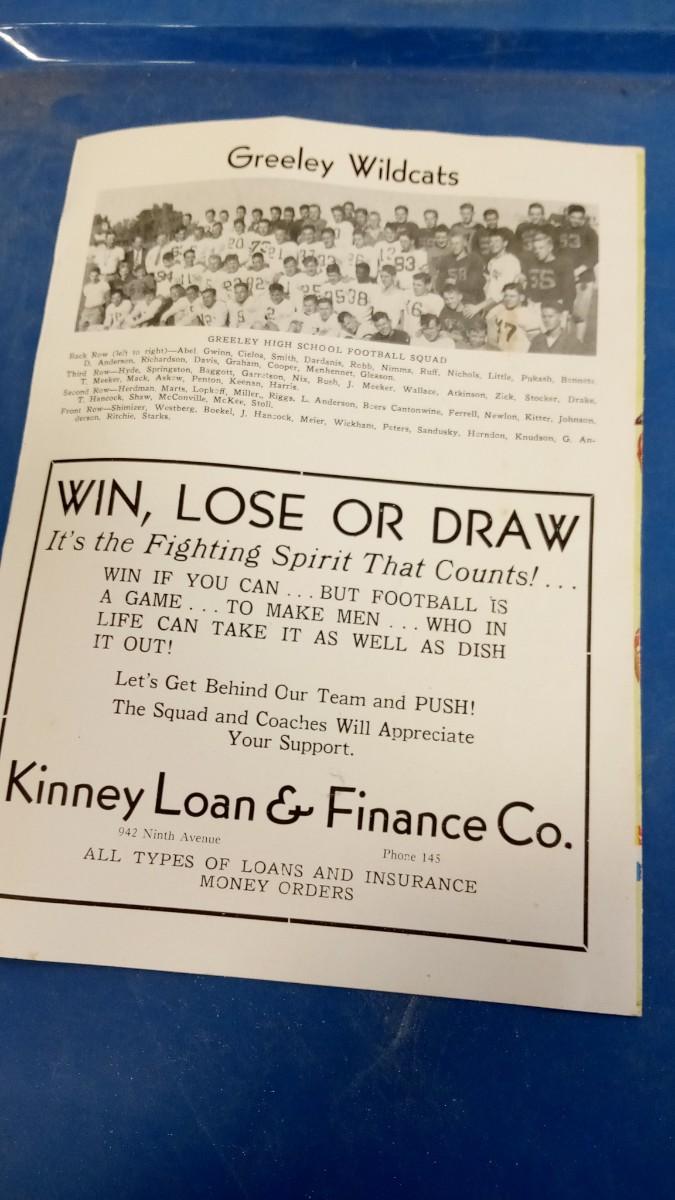 Greeley Wildcats
GREELEY HIGH SCHOOL FOOTBALL SQUAD
Back Row (left to right)—Abel, Gwinn, Cielos, Smith, Dardanis, Robb, Nimms, Ruff, Nichols, Little, Pukash, Bennett,
D. Anderson, Richardson, Davis, Graham, Cooper, Menhennet, Gleason.
Third Row—Hyde, Springston, Baggott, Garretson, Nix, Bush, J. Meeker, Wallace, Atkinson, Zick, Stocker, Drake,
T. Meeker, Mack, Askew, Penton, Keenan, Harris.
Second Row—Herdman, Marts, Lopkoff, Miller,, Riggs, L. Anderson, Beers Cantonwine, Ferrell, Newlon, Kitter, Johnson,
T. Hancock, Shaw, McConville, McKee, Stoll.
Front Row—Shimizer, Westberg, Boekel, J. Hancock, Meier, Wickham, Peters, Sandusky, Herndon, Knudson, G. An-
derson, Ritchie, Starks.
WIN, LOSE OR DRAW
It's the Fighting Spirit That Counts! . . .
WIN IF YOU CAN . . . BUT FOOTBALL IS
A GAME . . . TO MAKE MEN . . . WHO IN
LIFE CAN TAKE IT AS WELL AS DISH
IT OUT!
Let's Get Behind Our Team and PUSH!
The Squad and Coaches Will Appreciate
Your Support.
Kinney Loan & Finance Co.
942 Ninth Avenue Phone 145
ALL TYPES OF LOANS AND INSURANCE
MONEY ORDERS